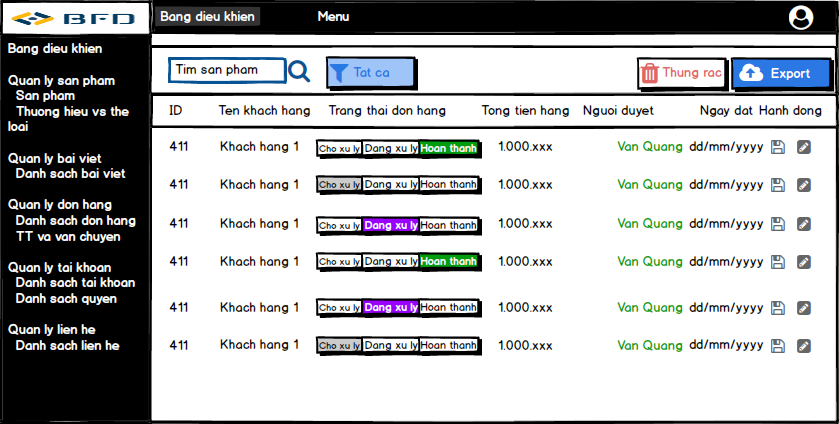 BFD
Bang dieu khien Menu
Bang dieu khien
Quan ly san pham
San pham
Thuong hieu vs the
loai
Quan ly bai viet
Danh sach bai viet
Quan ly don hang
Danh sach don hang
TT va van chuyen
Quan ly tai khoan
Danh sach tai khoan
Danh sach quyen
Quan ly lien he
Danh sach lien he
Tim san pham Tat ca Thung rac Export
ID Ten khach hang Trang thai don hang Tong tien hang Nguoi duyet Ngay dat Hanh dong
411 Khach hang 1 Cho xu ly Dang xu ly Hoan thanh 1.000.xxx Van Quang dd/mm/yyyy
411 Khach hang 1 Cho xu ly Dang xu ly Hoan thanh 1.000.xxx Van Quang dd/mm/yyyy
411 Khach hang 1 Cho xu ly Dang xu ly Hoan thanh 1.000.xxx Van Quang dd/mm/yyyy
411 Khach hang 1 Cho xu ly Dang xu ly Hoan thanh 1.000.xxx Van Quang dd/mm/yyyy
411 Khach hang 1 Cho xu ly Dang xu ly Hoan thanh 1.000.xxx Van Quang dd/mm/yyyy
411 Khach hang 1 Cho xu ly Dang xu ly Hoan thanh 1.000.xxx Van Quang dd/mm/yyyy